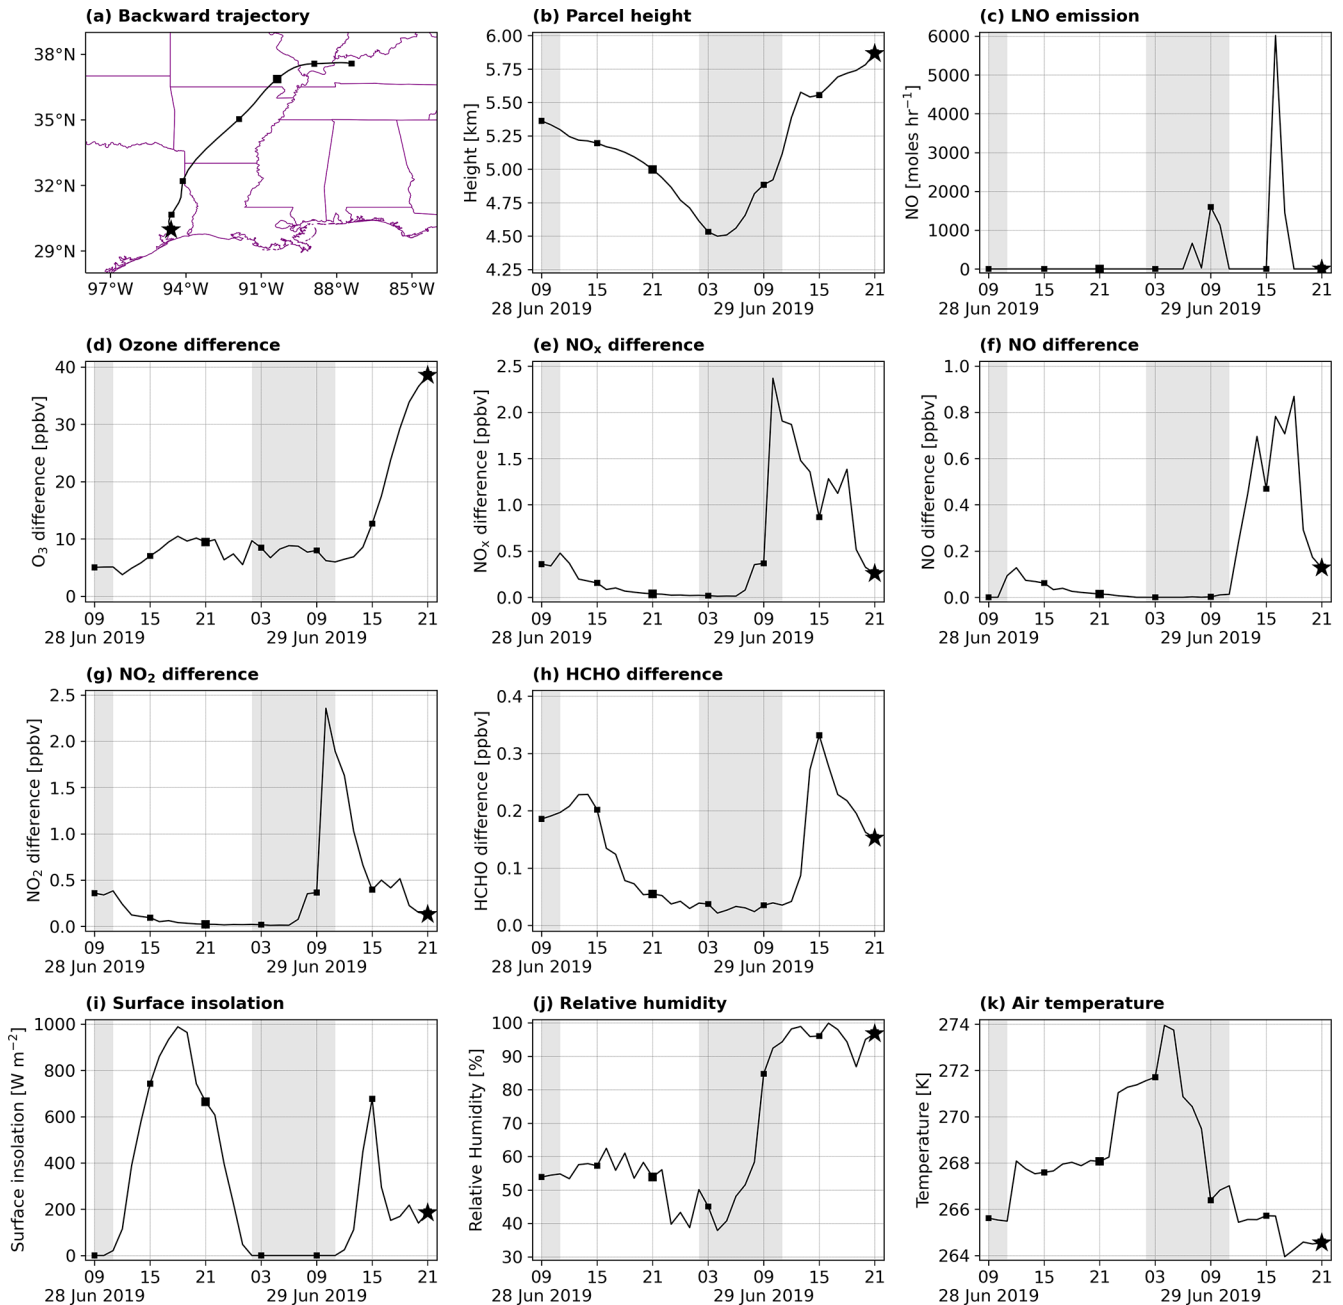 (a) Backward trajectory
38°N
35°N
32°N
29°N
97°W 94°W 91°W 88°W 85°W
(b) Parcel height
Height [km]
6.00
5.75
5.50
5.25
5.00
4.75
4.50
4.25
09 15 21 03 09 15 21
28 Jun 2019 29 Jun 2019
(c) LNO emission
NO [moles hr−1]
6000
5000
4000
3000
2000
1000
0
09 15 21 03 09 15 21
28 Jun 2019 29 Jun 2019
(d) Ozone difference
O3 difference [ppbv]
40
30
20
10
0
09 15 21 03 09 15 21
28 Jun 2019 29 Jun 2019
(e) NOx difference
NOx difference [ppbv]
2.5
2.0
1.5
1.0
0.5
0.0
09 15 21 03 09 15 21
28 Jun 2019 29 Jun 2019
(f) NO difference
NO difference [ppbv]
1.0
0.8
0.6
0.4
0.2
0.0
09 15 21 03 09 15 21
28 Jun 2019 29 Jun 2019
(g) NO2 difference
NO2 difference [ppbv]
2.5
2.0
1.5
1.0
0.5
0.0
09 15 21 03 09 15 21
28 Jun 2019 29 Jun 2019
(h) HCHO difference
HCHO difference [ppbv]
0.4
0.3
0.2
0.1
0.0
09 15 21 03 09 15 21
28 Jun 2019 29 Jun 2019
(i) Surface insolation
Surface insolation [W m−2]
1000
800
600
400
200
0
09 15 21 03 09 15 21
28 Jun 2019 29 Jun 2019
(j) Relative humidity
Relative Humidity [%]
100
90
80
70
60
50
40
30
09 15 21 03 09 15 21
28 Jun 2019 29 Jun 2019
(k) Air temperature
Temperature [K]
274
272
270
268
266
264
09 15 21 03 09 15 21
28 Jun 2019 29 Jun 2019